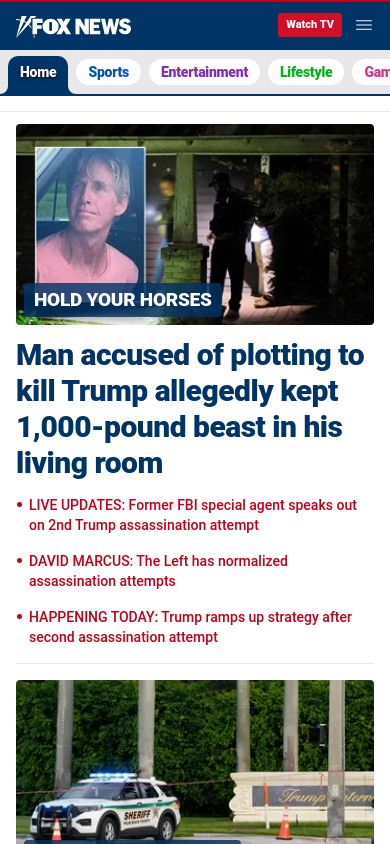 FOX NEWS
Watch TV
Home
Sports
Entertainment
Lifestyle
Gam
2
HOLD YOUR HORSES
Man accused of plotting to
kill Trump allegedly kept
1,000-pound beast in his
living room
LIVE UPDATES: Former FBI special agent speaks out
on 2nd Trump assassination attempt
DAVID MARCUS: The Left has normalized
assassination attempts
HAPPENING TODAY: Trump ramps up strategy after
second assassination attempt
SHERIFF
Trump Intern